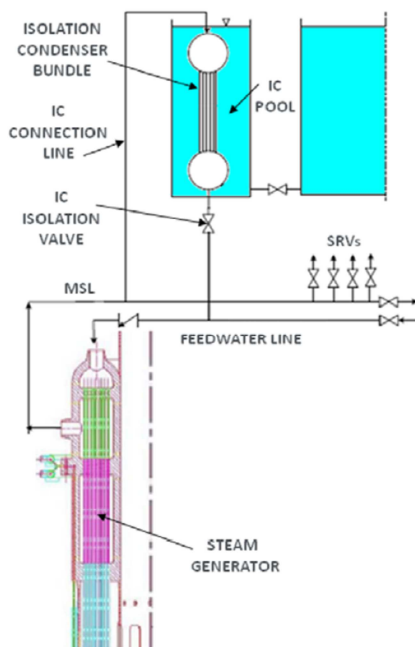 ISOLATION
CONDENSER
BUNDLE
IC
POOL
IC
CONNECTION
LINE
IC
ISOLATION
VALVE
SRVs
MSL
FEEDWATER LINE
STEAM
GENERATOR